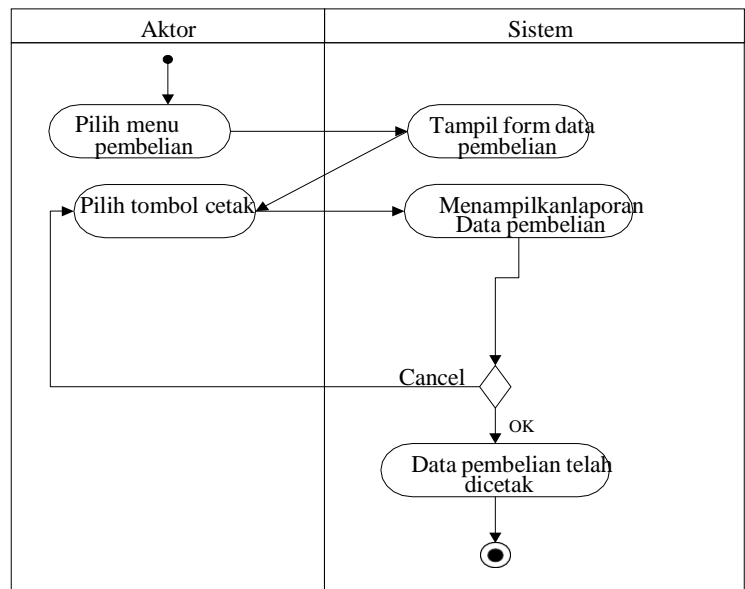 Aktor
Sistem
Pilih menu
pembelian
Tampil form data
pembelian
Pilih tombol cetak
Menampilkanlaporan
Data pembelian
Cancel
OK
Data pembelian telah
dicetak